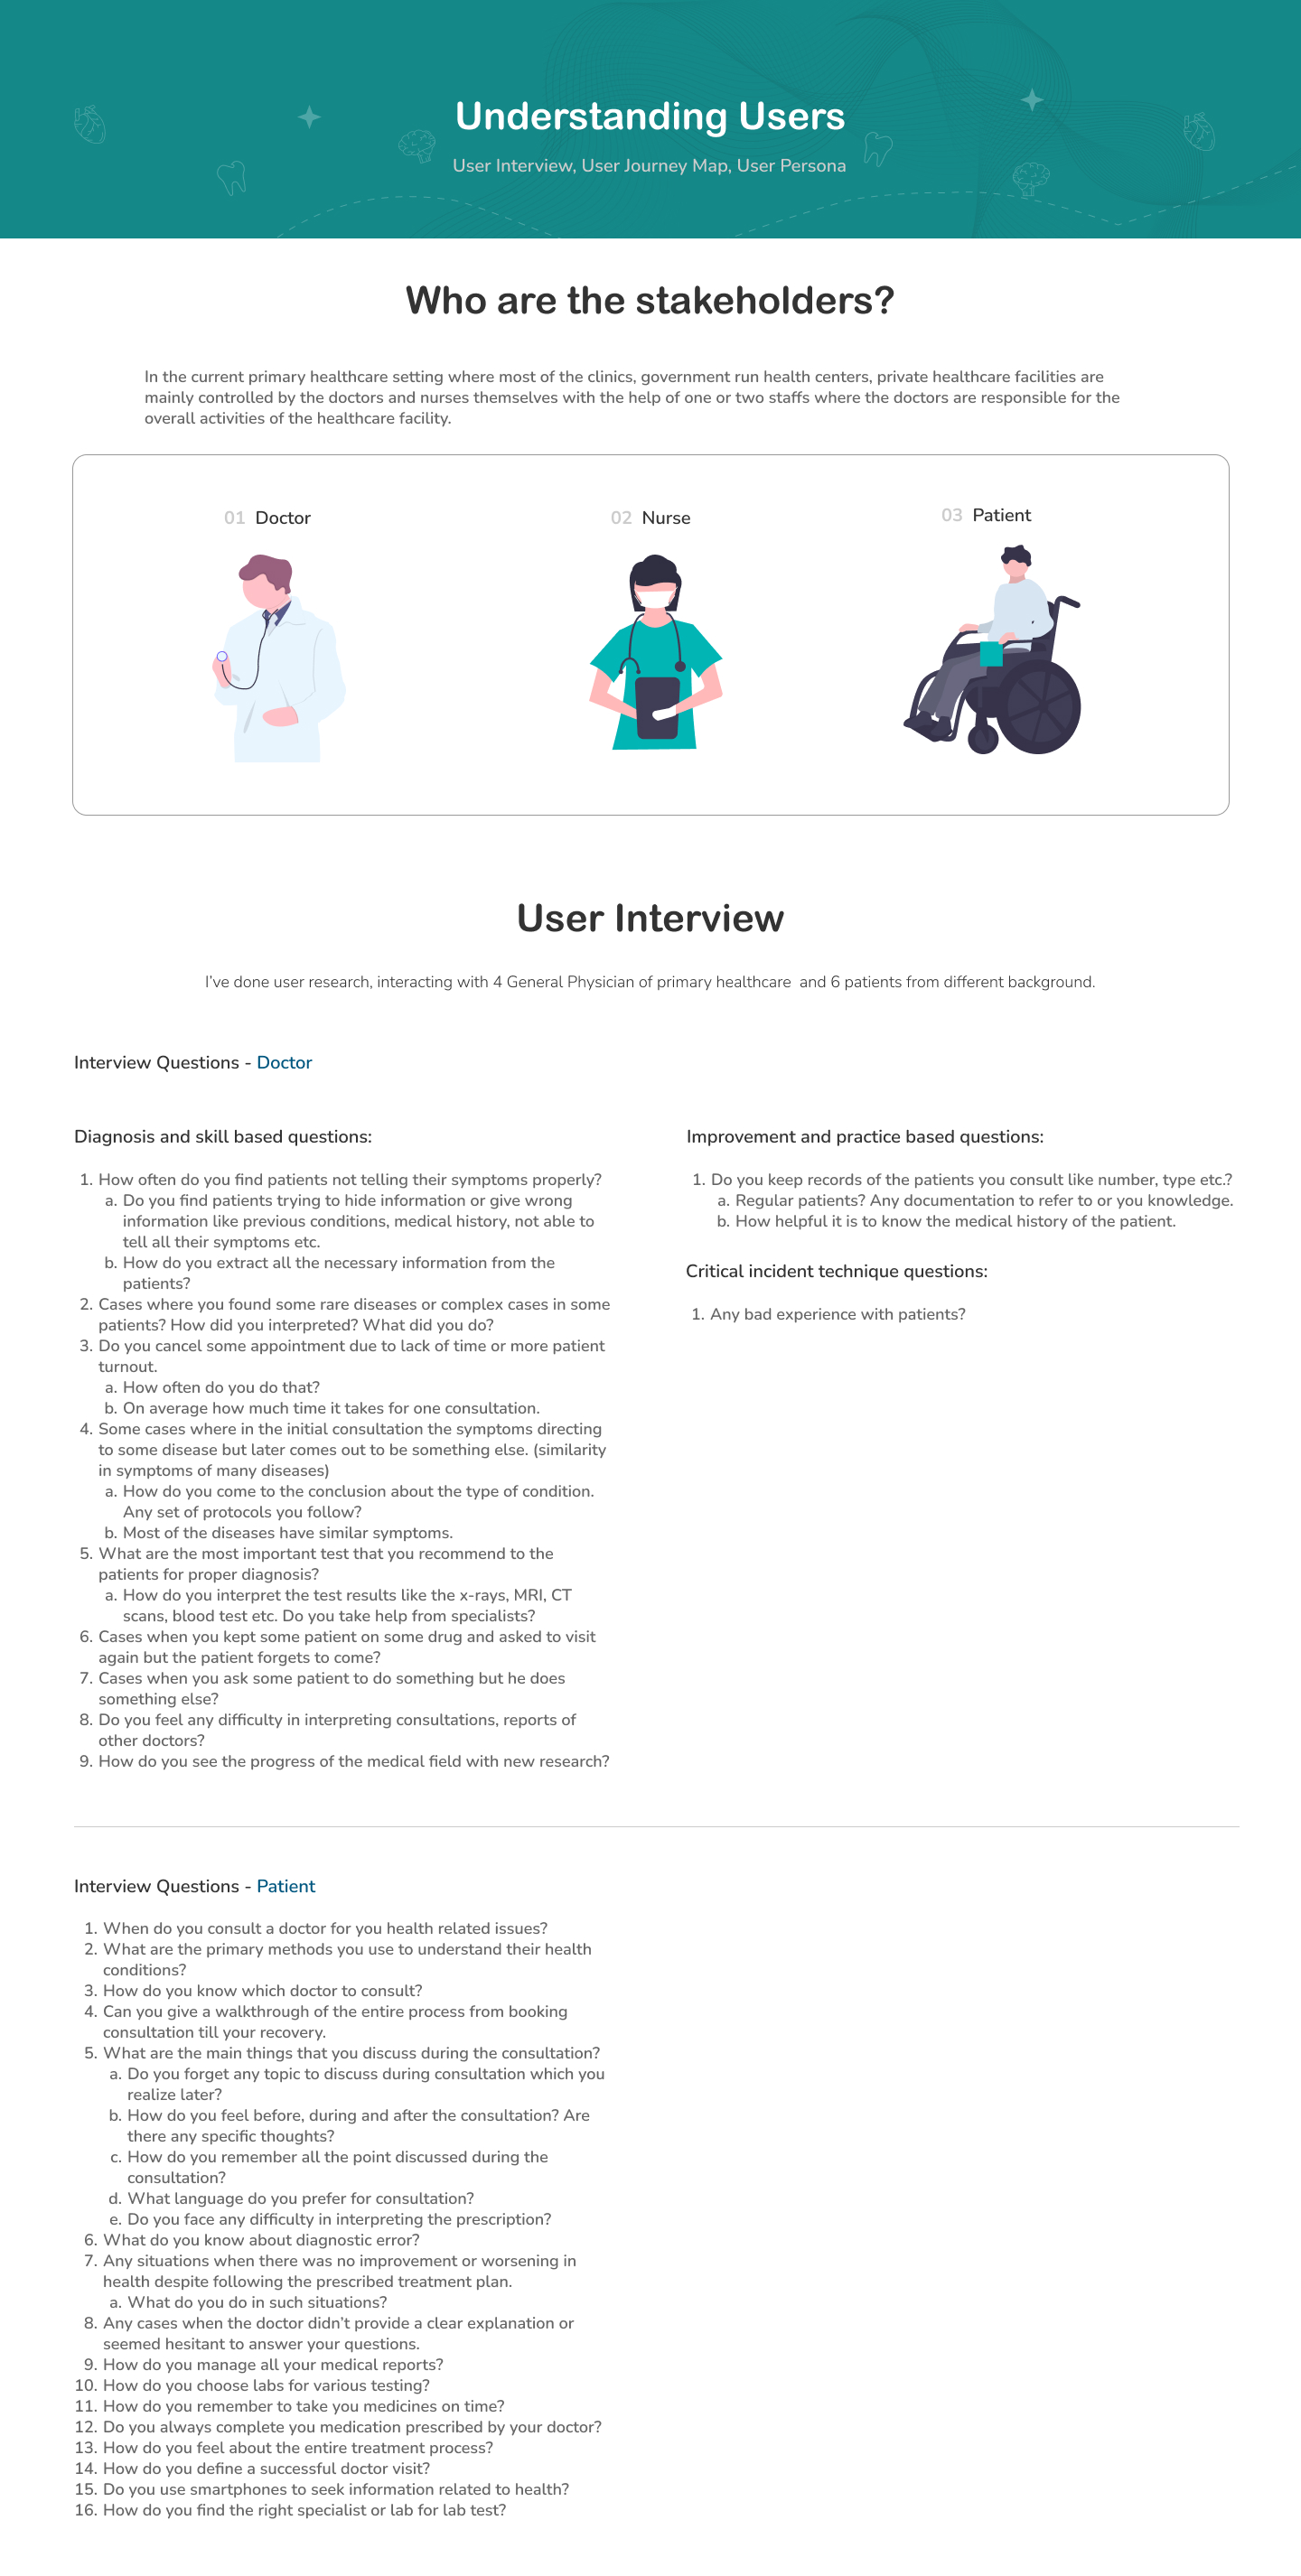 Understanding Users
User Interview, User Journey Map, User Persona
Who are the stakeholders?
In the current primary healthcare setting where most of the clinics, government run health centers, private healthcare facilities are
mainly controlled by the doctors and nurses themselves with the help of one or two staffs where the doctors are responsible for the
overall activities of the healthcare facility.
01 Doctor
02 Nurse
03 Patient
User Interview
I've done user research, interacting with 4 General Physician of primary healthcare and 6 patients from different background.
Interview Questions - Doctor
Diagnosis and skill based questions:
1. How often do you find patients not telling their symptoms properly?
a. Do you find patients trying to hide information or give wrong
information like previous conditions, medical history, not able to
tell all their symptoms etc.
b. How do you extract all the necessary information from the
patients?
2. Cases where you found some rare diseases or complex cases in some
patients? How did you interpreted? What did you do?
3. Do you cancel some appointment due to lack of time or more patient
turnout.
a. How often do you do that?
b. On average how much time it takes for one consultation.
4. Some cases where in the initial consultation the symptoms directing
to some disease but later comes out to be something else. (similarity
in symptoms of many diseases)
a. How do you come to the conclusion about the type of condition.
Any set of protocols you follow?
b. Most of the diseases have similar symptoms.
5. What are the most important test that you recommend to the
patients for proper diagnosis?
a. How do you interpret the test results like the x-rays, MRI, CT
scans, blood test etc. Do you take help from specialists?
6. Cases when you kept some patient on some drug and asked to visit
again but the patient forgets to come?
7. Cases when you ask some patient to do something but he does
something else?
8. Do you feel any difficulty in interpreting consultations, reports of
other doctors?
9. How do you see the progress of the medical field with new research?
Improvement and practice based questions:
1. Do you keep records of the patients you consult like number, type etc.?
a. Regular patients? Any documentation to refer to or you knowledge.
b. How helpful it is to know the medical history of the patient.
Critical incident technique questions:
1. Any bad experience with patients?
Interview Questions - Patient
1. When do you consult a doctor for you health related issues?
2. What are the primary methods you use to understand their health
conditions?
3. How do you know which doctor to consult?
4. Can you give a walkthrough of the entire process from booking
consultation till your recovery.
5. What are the main things that you discuss during the consultation?
a. Do you forget any topic to discuss during consultation which you
realize later?
b. How do you feel before, during and after the consultation? Are
there any specific thoughts?
c. How do you remember all the point discussed during the
consultation?
d. What language do you prefer for consultation?
e. Do you face any difficulty in interpreting the prescription?
6. What do you know about diagnostic error?
7. Any situations when there was no improvement or worsening in
health despite following the prescribed treatment plan.
a. What do you do in such situations?
8. Any cases when the doctor didn't provide a clear explanation or
seemed hesitant to answer your questions.
9. How do you manage all your medical reports?
10. How do you choose labs for various testing?
11. How do you remember to take you medicines on time?
12. Do you always complete you medication prescribed by your doctor?
13. How do you feel about the entire treatment process?
14. How do you define a successful doctor visit?
15. Do you use smartphones to seek information related to health?
16. How do you find the right specialist or lab for lab test?